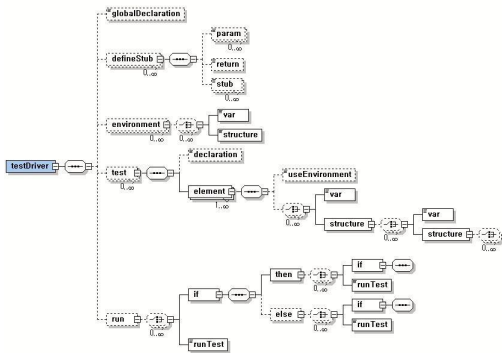 globalDeclaration
param
0..∞
defineStub
0..∞
return
stub
0..∞
var
environment
0..∞
0..∞
structure
declaration
testDriver
test
0..∞
useEnvironment
element
1..∞
var
0..∞
var
structure
0..∞
structure
0..∞
if
then
0..∞
runTest
if
if
else
0..∞
runTest
run
0..∞
runTest